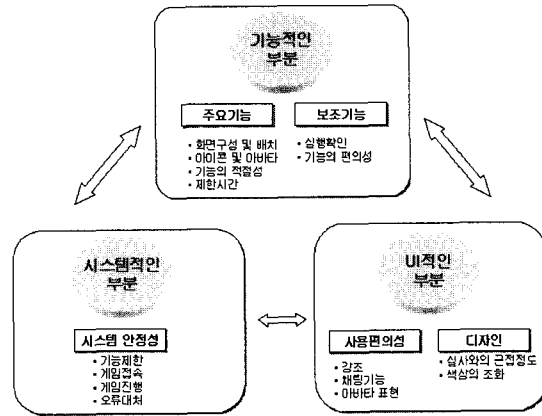 기능적인
부분
주요기능
보조기능
• 화면구성 및 배치
• 아이콘 및 아바타
• 기능의 적절성
• 제한시간
• 실행확인
• 기능의 편의성
시스템적인
부분
시스템 안정성
• 기능제한
• 게임접속
• 게임진행
• 오류대처
UI적인
부분
사용편의성
디자인
• 강조
• 채팅기능
• 아바타 표현
• 실사와의 근접정도
• 색상의 조화